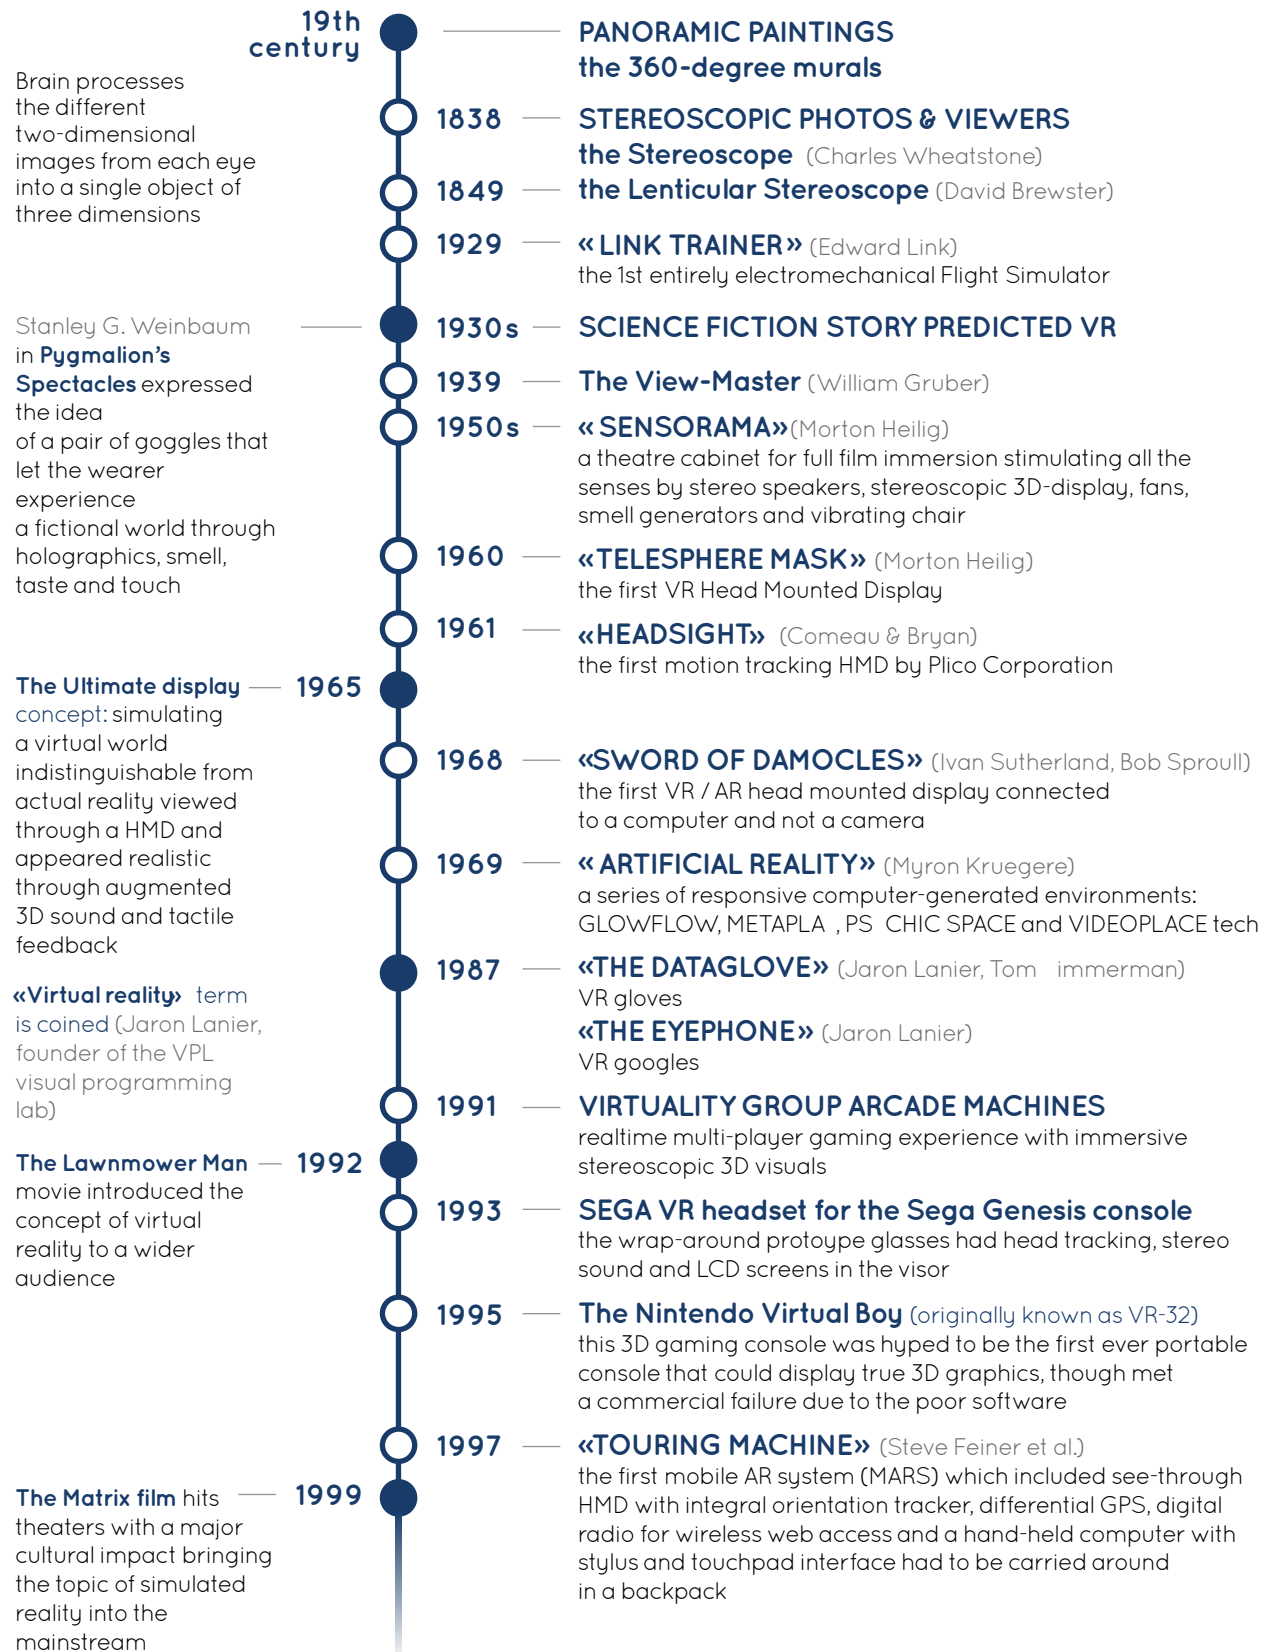 19th
century
PANORAMIC PAINTINGS
the 360-degree murals
Brain processes
the different
two-dimensional
images from each eye
into a single object of
three dimensions
1838
STEREOSCOPIC PHOTOS & VIEWERS
the Stereoscope (Charles Wheatstone)
1849
the Lenticular Stereoscope (David Brewster)
1929
«LINK TRAINER» (Edward Link)
the 1st entirely electromechanical Flight Simulator
Stanley G. Weinbaum
in Pygmalion's
Spectacles expressed
the idea
of a pair of goggles that
let the wearer
experience
a fictional world through
holographics, smell,
taste and touch
1930s
SCIENCE FICTION STORY PREDICTED VR
1939
The View-Master (William Gruber)
1950s
«SENSORAMA» (Morton Heilig)
a theatre cabinet for full film immersion stimulating all the
senses by stereo speakers, stereoscopic 3D-display, fans,
smell generators and vibrating chair
1960
«TELESPHERE MASK» (Morton Heilig)
the first VR Head Mounted Display
1961
«HEADSIGHT» (Comeau & Bryan)
the first motion tracking HMD by Plico Corporation
The Ultimate display
1965
concept: simulating
a virtual world
indistinguishable from
actual reality viewed
through a HMD and
appeared realistic
through augmented
3D sound and tactile
feedback
1968
«SWORD OF DAMOCLES» (Ivan Sutherland, Bob Sproull)
the first VR / AR head mounted display connected
to a computer and not a camera
1969
«ARTIFICIAL REALITY» (Myron Kruegere)
a series of responsive computer-generated environments:
GLOWFLOW, METAPLA , PS CHIC SPACE and VIDEOPLACE tech
1987
«THE DATAGLOVE» (Jaron Lanier, Tom immerman)
VR gloves
«THE EYEPHONE» (Jaron Lanier)
VR googles
«Virtual reality» term
is coined (Jaron Lanier,
founder of the VPL
visual programming
lab)
1991
VIRTUALITY GROUP ARCADE MACHINES
realtime multi-player gaming experience with immersive
stereoscopic 3D visuals
The Lawnmower Man
1992
movie introduced the
concept of virtual
reality to a wider
audience
1993
SEGA VR headset for the Sega Genesis console
the wrap-around protoype glasses had head tracking, stereo
sound and LCD screens in the visor
1995
The Nintendo Virtual Boy (originally known as VR-32)
this 3D gaming console was hyped to be the first ever portable
console that could display true 3D graphics, though met
a commercial failure due to the poor software
1997
«TOURING MACHINE» (Steve Feiner et al.)
the first mobile AR system (MARS) which included see-through
HMD with integral orientation tracker, differential GPS, digital
radio for wireless web access and a hand-held computer with
stylus and touchpad interface had to be carried around
in a backpack
The Matrix film hits
1999
theaters with a major
cultural impact bringing
the topic of simulated
reality into the
mainstream